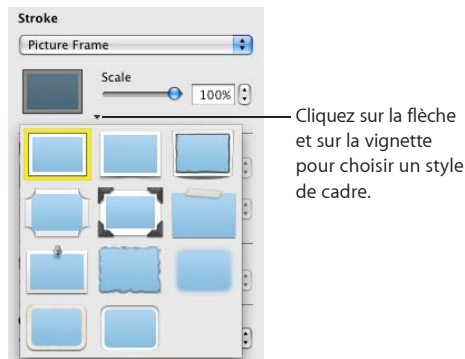 Stroke
Picture Frame
Scale
100%
Cliquez sur la flèche
et sur la vignette
pour choisir un style
de cadre.